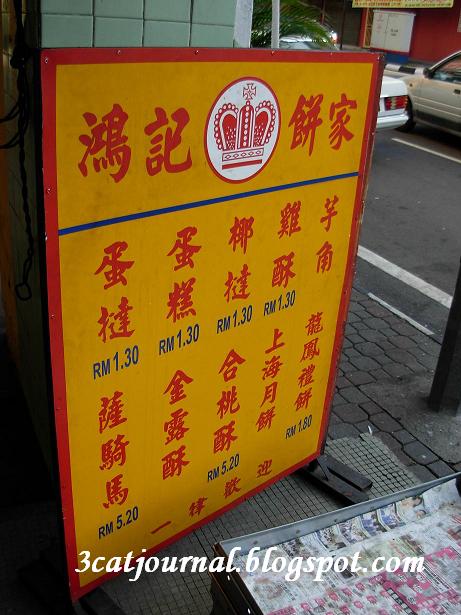 鴻記餅家
蛋撻
RM 1.30
蛋糕
RM 1.30
椰撻
RM 1.30
雞酥
RM 1.30
芋角
薩騎馬
RM 5.20
金露酥
合桃酥
RM 5.20
上海月餅
龍鳳禮餅
RM 1.80
一律歡迎
3catjournal.blogspot.com